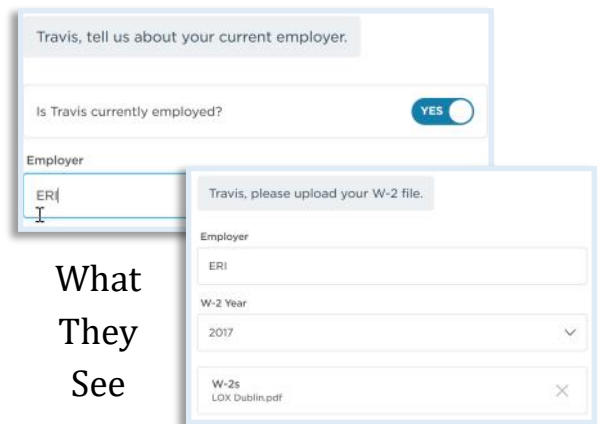 Travis, tell us about your current employer.
Is Travis currently employed?
YES
Employer
ERI
Travis, please upload your W-2 file.
Employer
ERI
W-2 Year
2017
W-2s
LOX Dublin.pdf
What
They
See